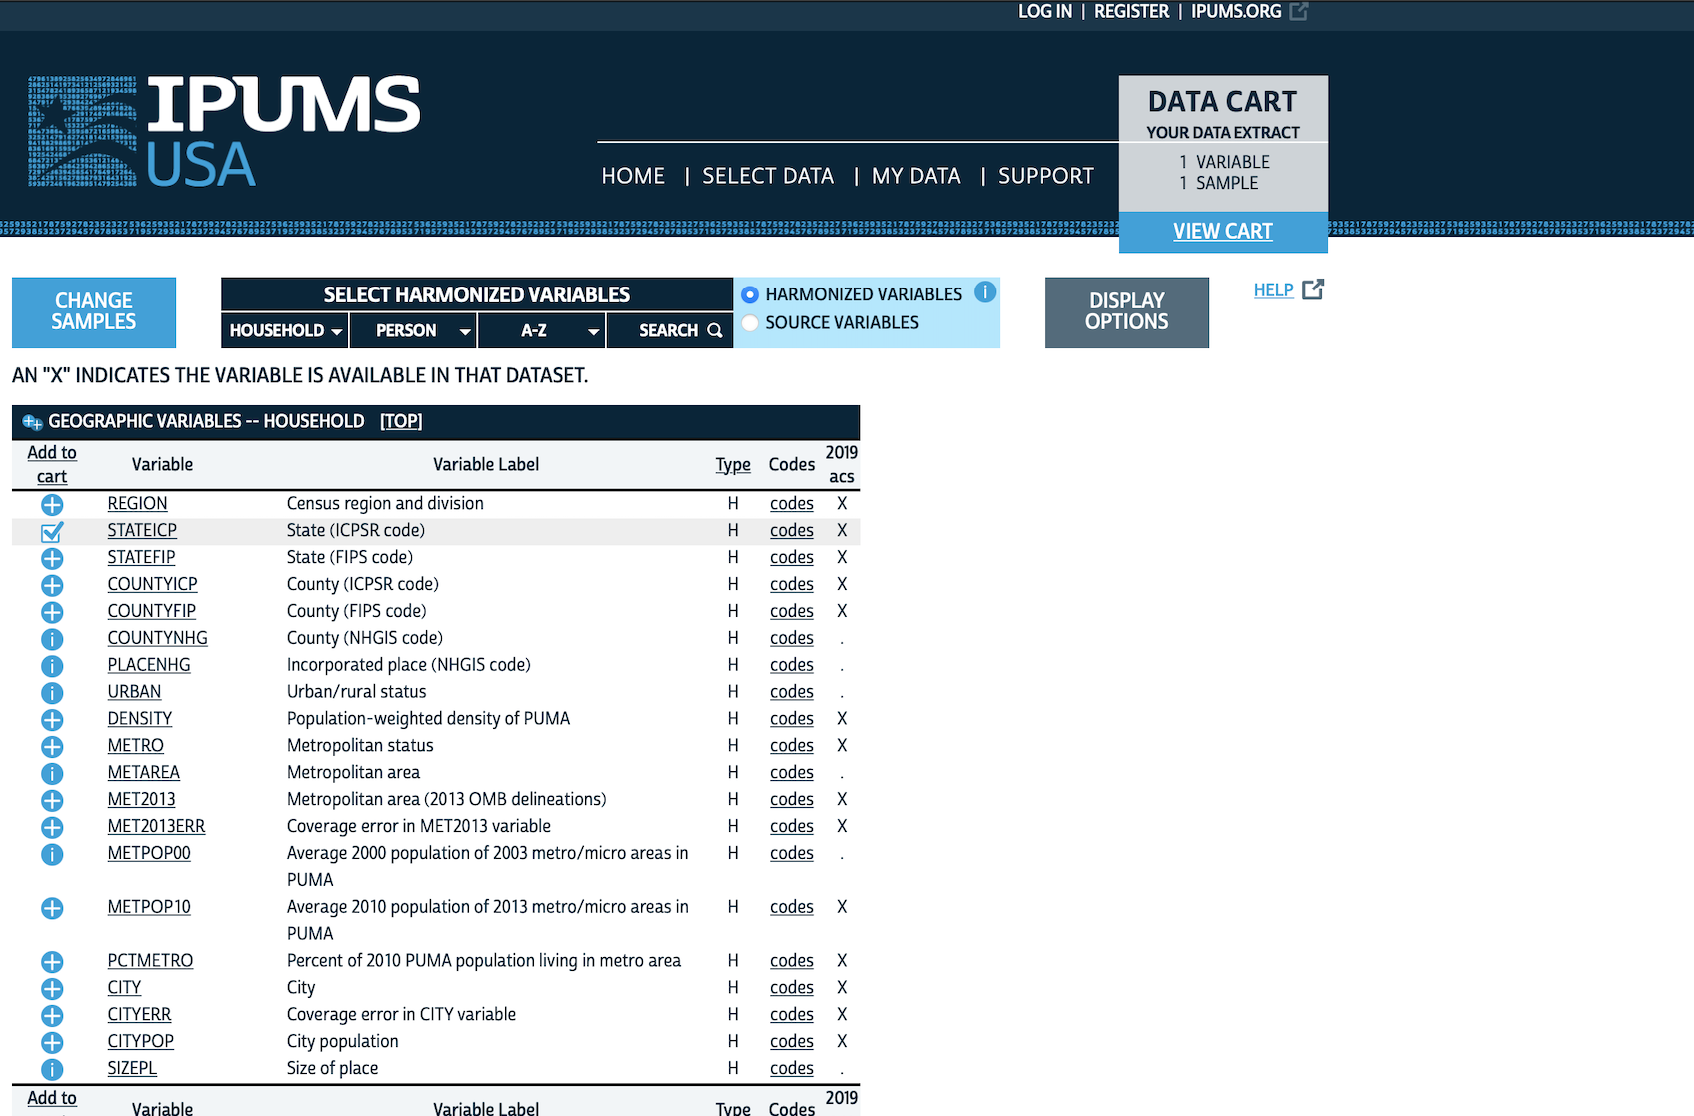 LOG IN | REGISTER | IPUMS.ORG
IPUMS
USA
DATA CART
YOUR DATA EXTRACT
1 VARIABLE
1 SAMPLE
VIEW CART
HOME | SELECT DATA | MY DATA | SUPPORT
CHANGE
SAMPLES
SELECT HARMONIZED VARIABLES
HOUSEHOLD PERSON A-Z SEARCH
HARMONIZED VARIABLES i
SOURCE VARIABLES
DISPLAY
OPTIONS
HELP
AN "X" INDICATES THE VARIABLE IS AVAILABLE IN THAT DATASET.
GEOGRAPHIC VARIABLES -- HOUSEHOLD [TOP]
Add to cart Variable Variable Label Type Codes 2019 acs
REGION Census region and division H codes X
STATEICP State (ICPSR code) H codes X
STATEFIP State (FIPS code) H codes X
COUNTYICP County (ICPSR code) H codes X
COUNTYFIP County (FIPS code) H codes X
i COUNTYNHG County (NHGIS code) H codes .
i PLACENHG Incorporated place (NHGIS code) H codes .
i URBAN Urban/rural status H codes .
DENSITY Population-weighted density of PUMA H codes X
METRO Metropolitan status H codes X
i METAREA Metropolitan area H codes .
MET2013 Metropolitan area (2013 OMB delineations) H codes X
MET2013ERR Coverage error in MET2013 variable H codes X
i METPOP00 Average 2000 population of 2003 metro/micro areas in H codes .
PUMA
METPOP10 Average 2010 population of 2013 metro/micro areas in H codes X
PUMA
PCTMETRO Percent of 2010 PUMA population living in metro area H codes X
CITY City H codes X
CITYERR Coverage error in CITY variable H codes X
CITYPOP City population H codes X
i SIZEPL Size of place H codes .
Add to Variable Variable Label Type Codes 2019